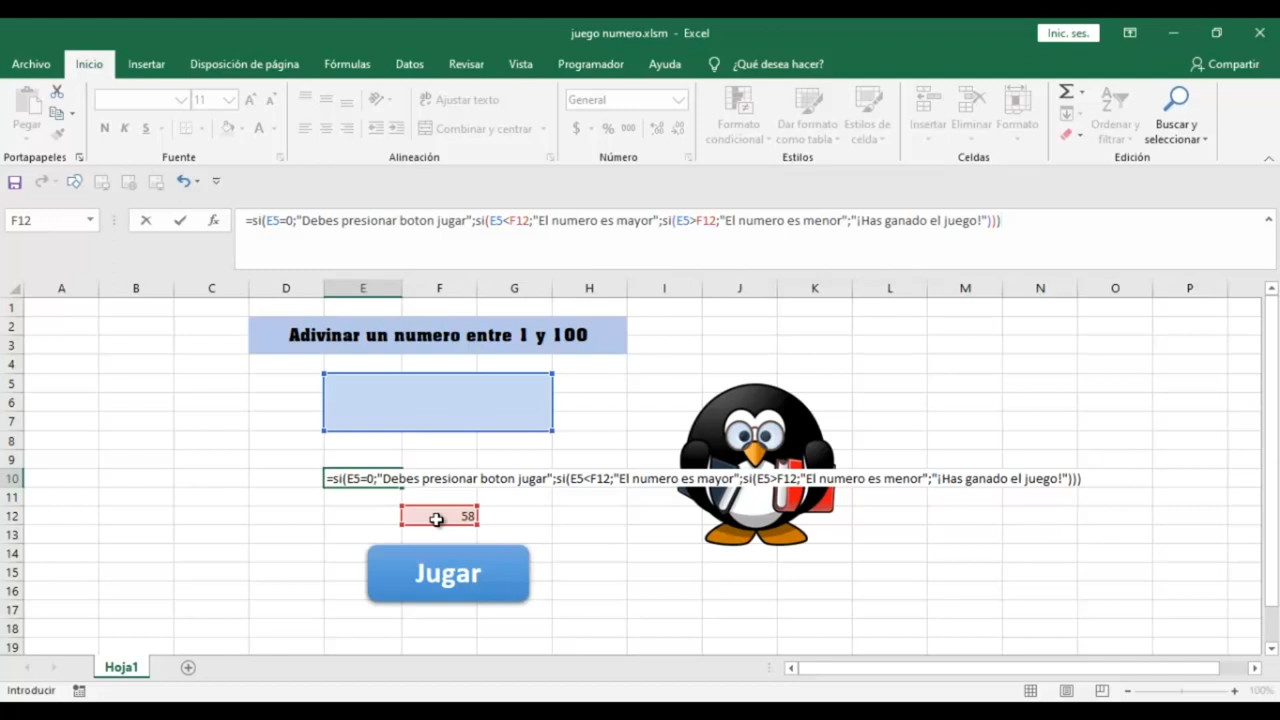 juego numero.xlsm - Excel
Inic. ses.
Archivo Inicio Insertar Disposición de página Fórmulas Datos Revisar Vista Programador Ayuda ¿Qué desea hacer? Compartir
Pegar
11
N K S
Ajustar texto
Combinar y centrar
General
$ % 000
Formato condicional
Dar formato como tabla
Estilos de celda
Insertar Eliminar Formato
Ordenar y filtrar
Buscar y seleccionar
Portapapeles Fuente Alineación Número Estilos Celdas Edición
F12
fx
=si(E5=0;"Debes presionar boton jugar";si(E5<F12;"El numero es mayor";si(E5>F12;"El numero es menor";"¡Has ganado el juego!")))
A B C D E F G H I J K L M N O P
1
2
3
Adivinar un numero entre 1 y 100
4
5
6
7
8
9
10 =si(E5=0;"Debes presionar boton jugar";si(E5<F12;"El numero es mayor";si(E5>F12;"El numero es menor";"¡Has ganado el juego!")))
11
12 58
13
14
15 Jugar
16
17
18
19
Hoja1
Introducir
100%